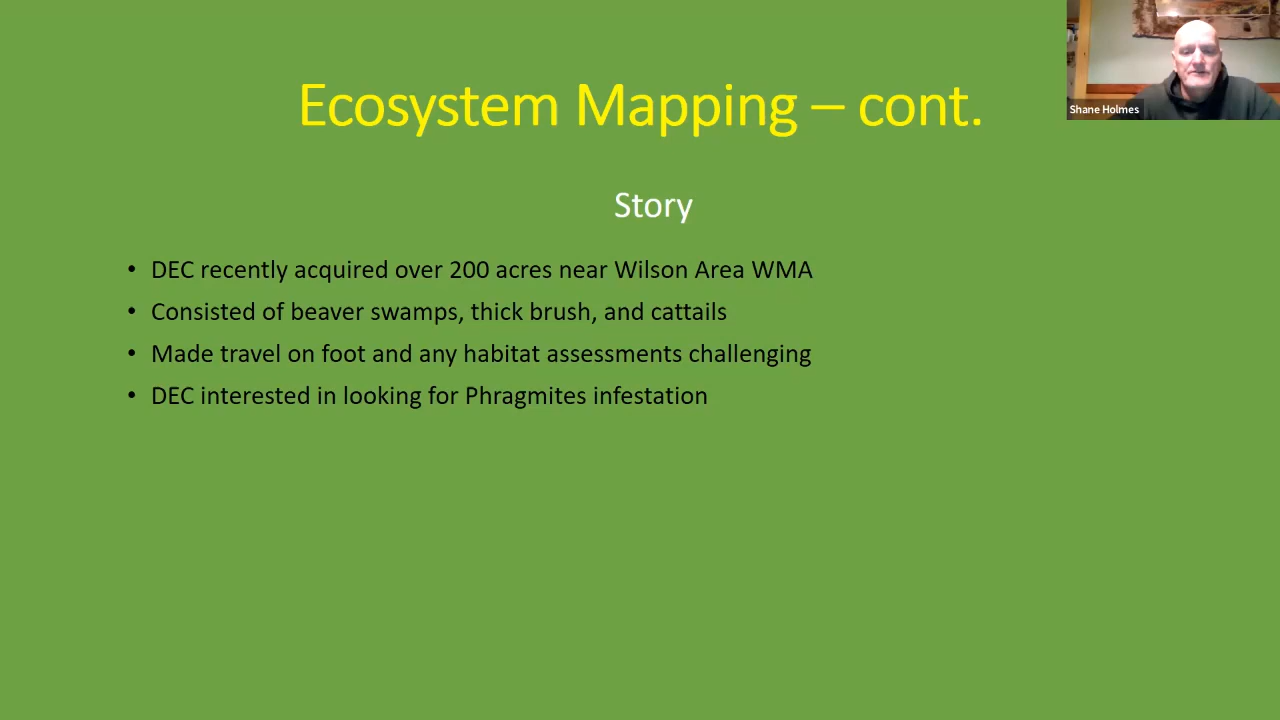 Ecosystem Mapping – cont.
Shane Holmes
Story
• DEC recently acquired over 200 acres near Wilson Area WMA
• Consisted of beaver swamps, thick brush, and cattails
• Made travel on foot and any habitat assessments challenging
• DEC interested in looking for Phragmites infestation